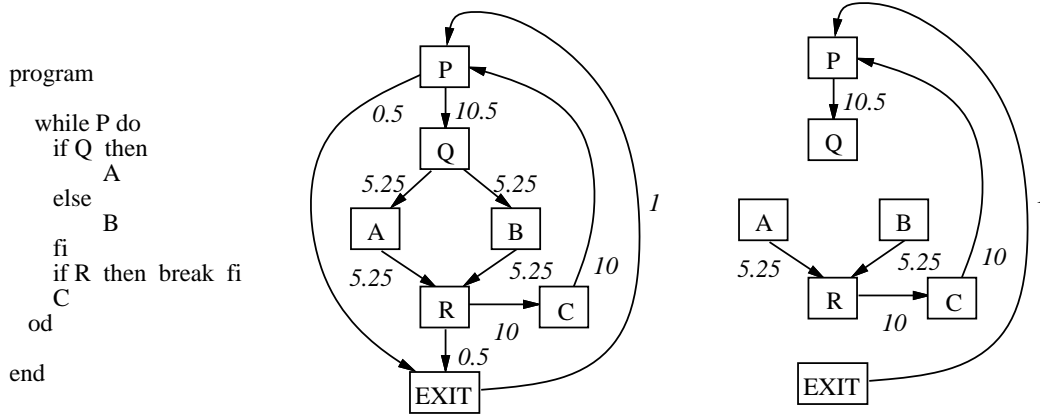 program
while P do
if Q then
A
else
B
fi
if R then break fi
C
od
end
P
0.5
10.5
Q
5.25
5.25
A
B
1
5.25
5.25
10
R
C
10
0.5
EXIT
P
10.5
Q
A
B
5.25
5.25
10
R
C
10
EXIT